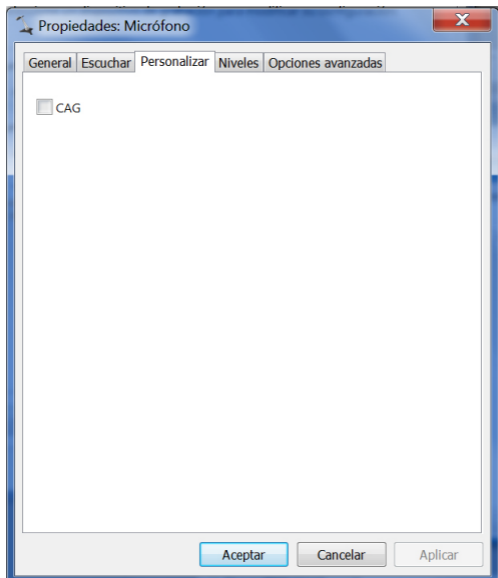 Propiedades: Micrófono
General Escuchar Personalizar Niveles Opciones avanzadas
CAG
Aceptar Cancelar Aplicar